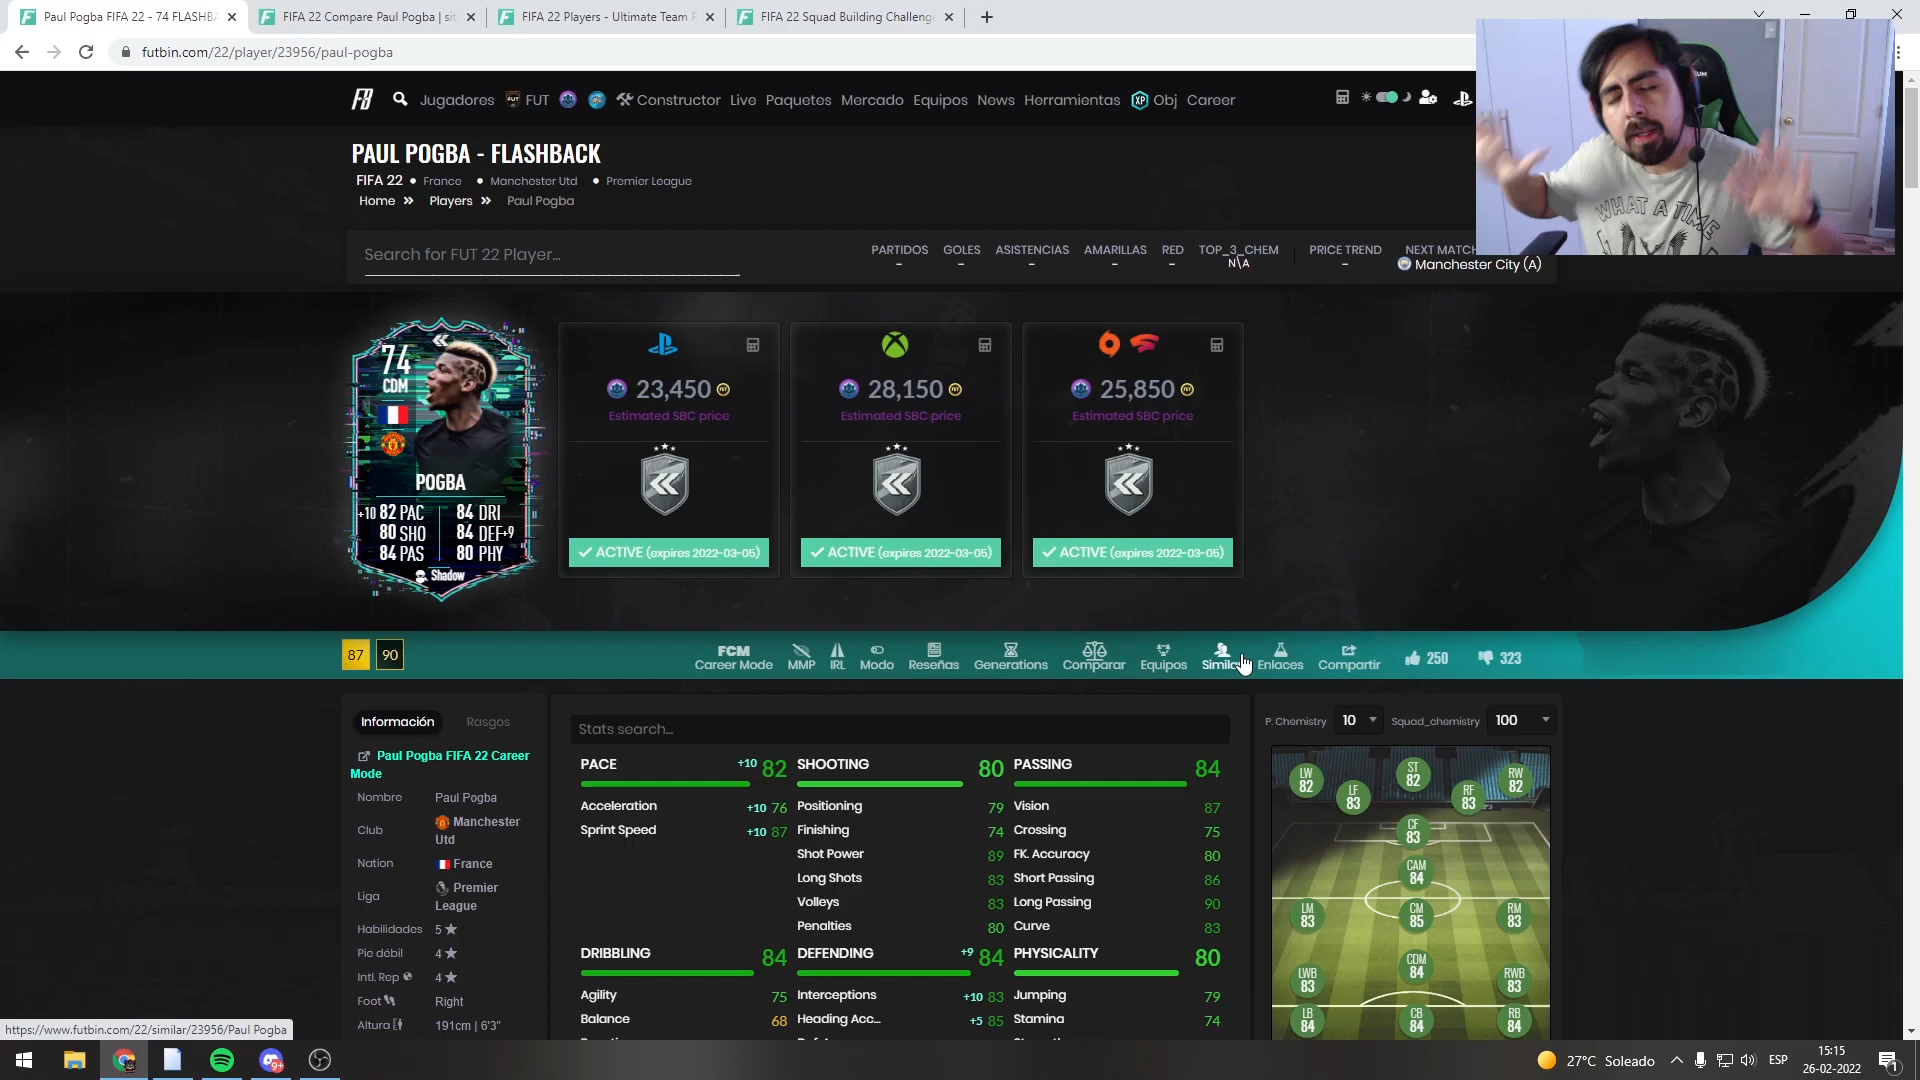 Paul Pogba FIFA 22 - 74 FLASHBA
FIFA 22 Compare Paul Pogba | sit
FIFA 22 Players - Ultimate Team
FIFA 22 Squad Building Challeng
futbin.com/22/player/23956/paul-pogba
Jugadores FUT Constructor Live Paquetes Mercado Equipos News Herramientas XP Obj Career
PAUL POGBA - FLASHBACK
FIFA 22 • France • Manchester Utd • Premier League
Home » Players » Paul Pogba
Search for FUT 22 Player...
PARTIDOS GOLES ASISTENCIAS AMARILLAS RED TOP_3_CHEM PRICE TREND NEXT MATCH
- - - - - N\A - Manchester City (A)
WHAT A TIME
74
CDM
POGBA
+10 82 PAC 84 DRI
80 SHO 84 DEF+9
84 PAS 80 PHY
Shadow
23,450
Estimated SBC price
ACTIVE (expires 2022-03-05)
28,150
Estimated SBC price
ACTIVE (expires 2022-03-05)
25,850
Estimated SBC price
ACTIVE (expires 2022-03-05)
87 90
FCM
Career Mode MMP IRL Modo Reseñas Generations Comparar Equipos Simila Enlaces Compartir 250 323
Información Rasgos
Paul Pogba FIFA 22 Career
Mode
Nombre Paul Pogba
Club Manchester
Utd
Nation France
Liga Premier
League
Habilidades 5
Pie débil 4
Intl. Rep 4
Foot Right
Altura 191cm | 6'3"
Stats search...
PACE +10 82
Acceleration +10 76
Sprint Speed +10 87
SHOOTING 80
Positioning 79
Finishing 74
Shot Power 89
Long Shots 83
Volleys 83
Penalties 80
PASSING 84
Vision 87
Crossing 75
FK. Accuracy 80
Short Passing 86
Long Passing 90
Curve 83
DRIBBLING 84
Agility 75
Balance 68
DEFENDING +9 84
Interceptions +10 83
Heading Acc... +5 85
PHYSICALITY 80
Jumping 79
Stamina 74
P. Chemistry 10 Squad_chemistry 100
LW
82
ST
82
RW
82
LF
83
RF
83
CF
83
CAM
84
LM
83
CM
85
RM
83
CDM
84
LWB
83
RWB
83
LB
84
CB
84
RB
84
https://www.futbin.com/22/similar/23956/Paul Pogba
9+
27°C Soleado
ESP
15:15
26-02-2022
1